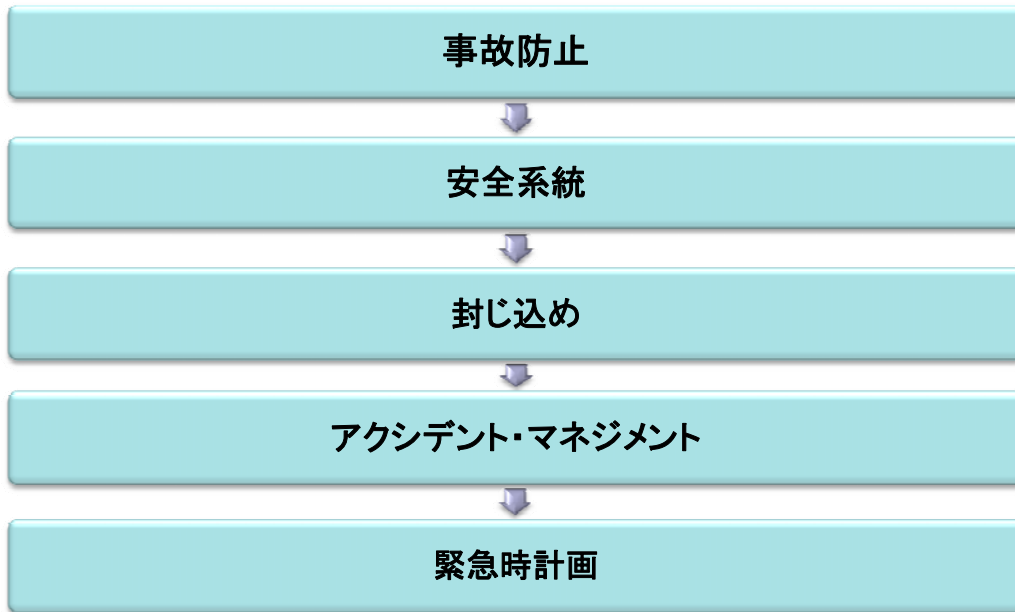 事故防止
安全系統
封じ込め
アクシデント・マネジメント
緊急時計画